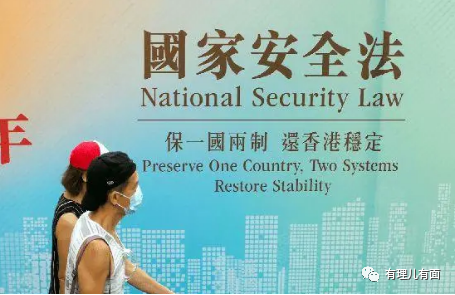 國家安全法
National Security Law
保一國兩制 還香港穩定
Preserve One Country, Two Systems
Restore Stability
年
有理儿有面